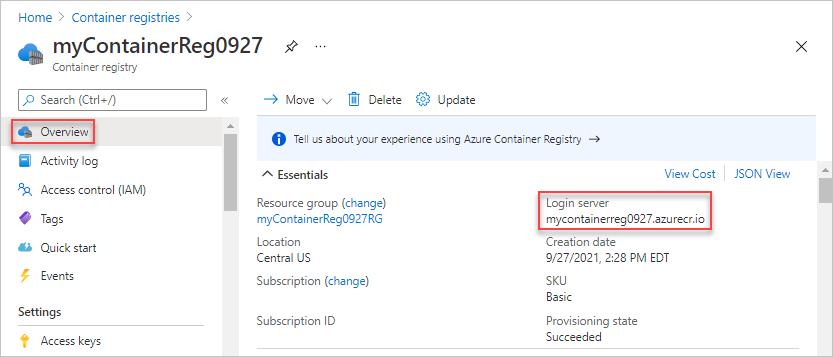 Home > Container registries >
myContainerReg0927 ...
Container registry
Search (Ctrl+/) «
Overview
Activity log
Access control (IAM)
Tags
Quick start
Events
Settings
Access keys
Move Delete Update
Tell us about your experience using Azure Container Registry →
Essentials View Cost JSON View
Resource group (change)
myContainerReg0927RG
Location
Central US
Subscription (change)
Subscription ID
Login server
mycontainerreg0927.azurecr.io
Creation date
9/27/2021, 2:28 PM EDT
SKU
Basic
Provisioning state
Succeeded